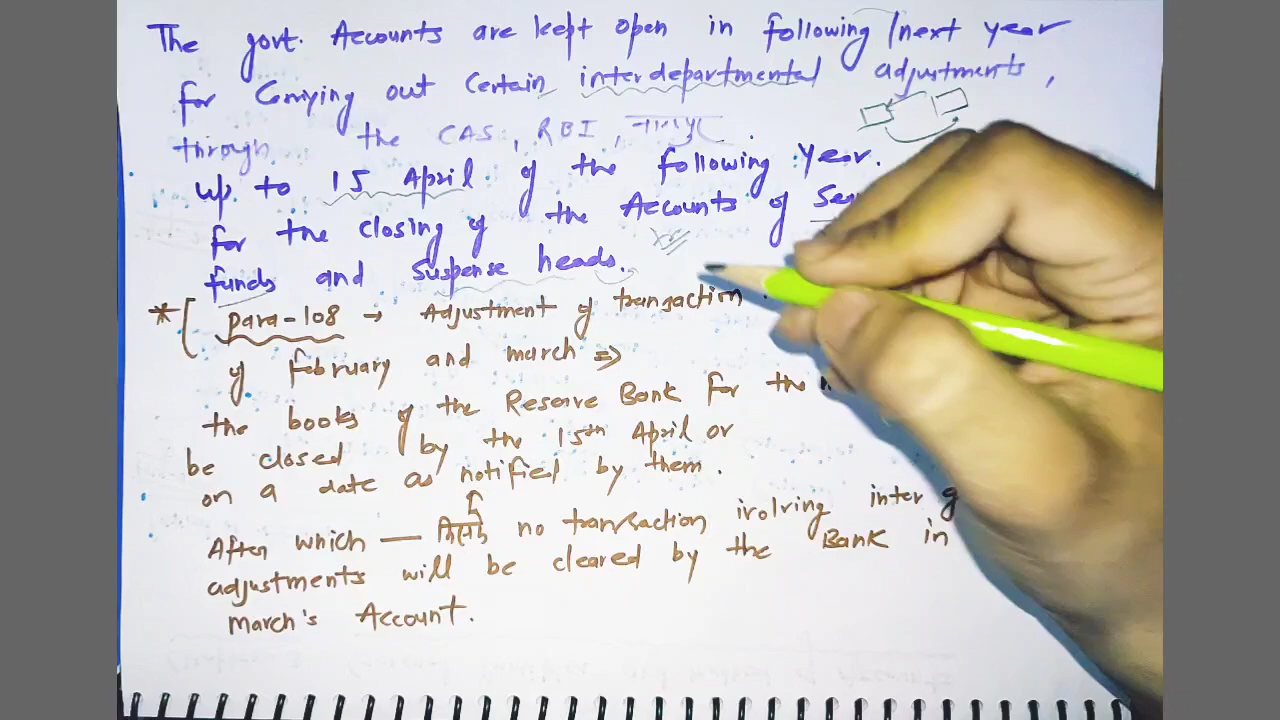 The govt. Accounts are kept open in following / next year
for Carrying out Certain interdepartmental adjustments,
through the CAS, RBI,
up to 15 April of the following Year.
for the closing of the Accounts of
funds and Suspense heads.
* [ para-108 → Adjustment of transaction
of february and march ⇒
the books of the Reserve Bank for the
be closed by the 15th April or
on a date as notified by them.
After which — no transaction ivolving inter
adjustments will be cleared by the Bank in
March's Account.